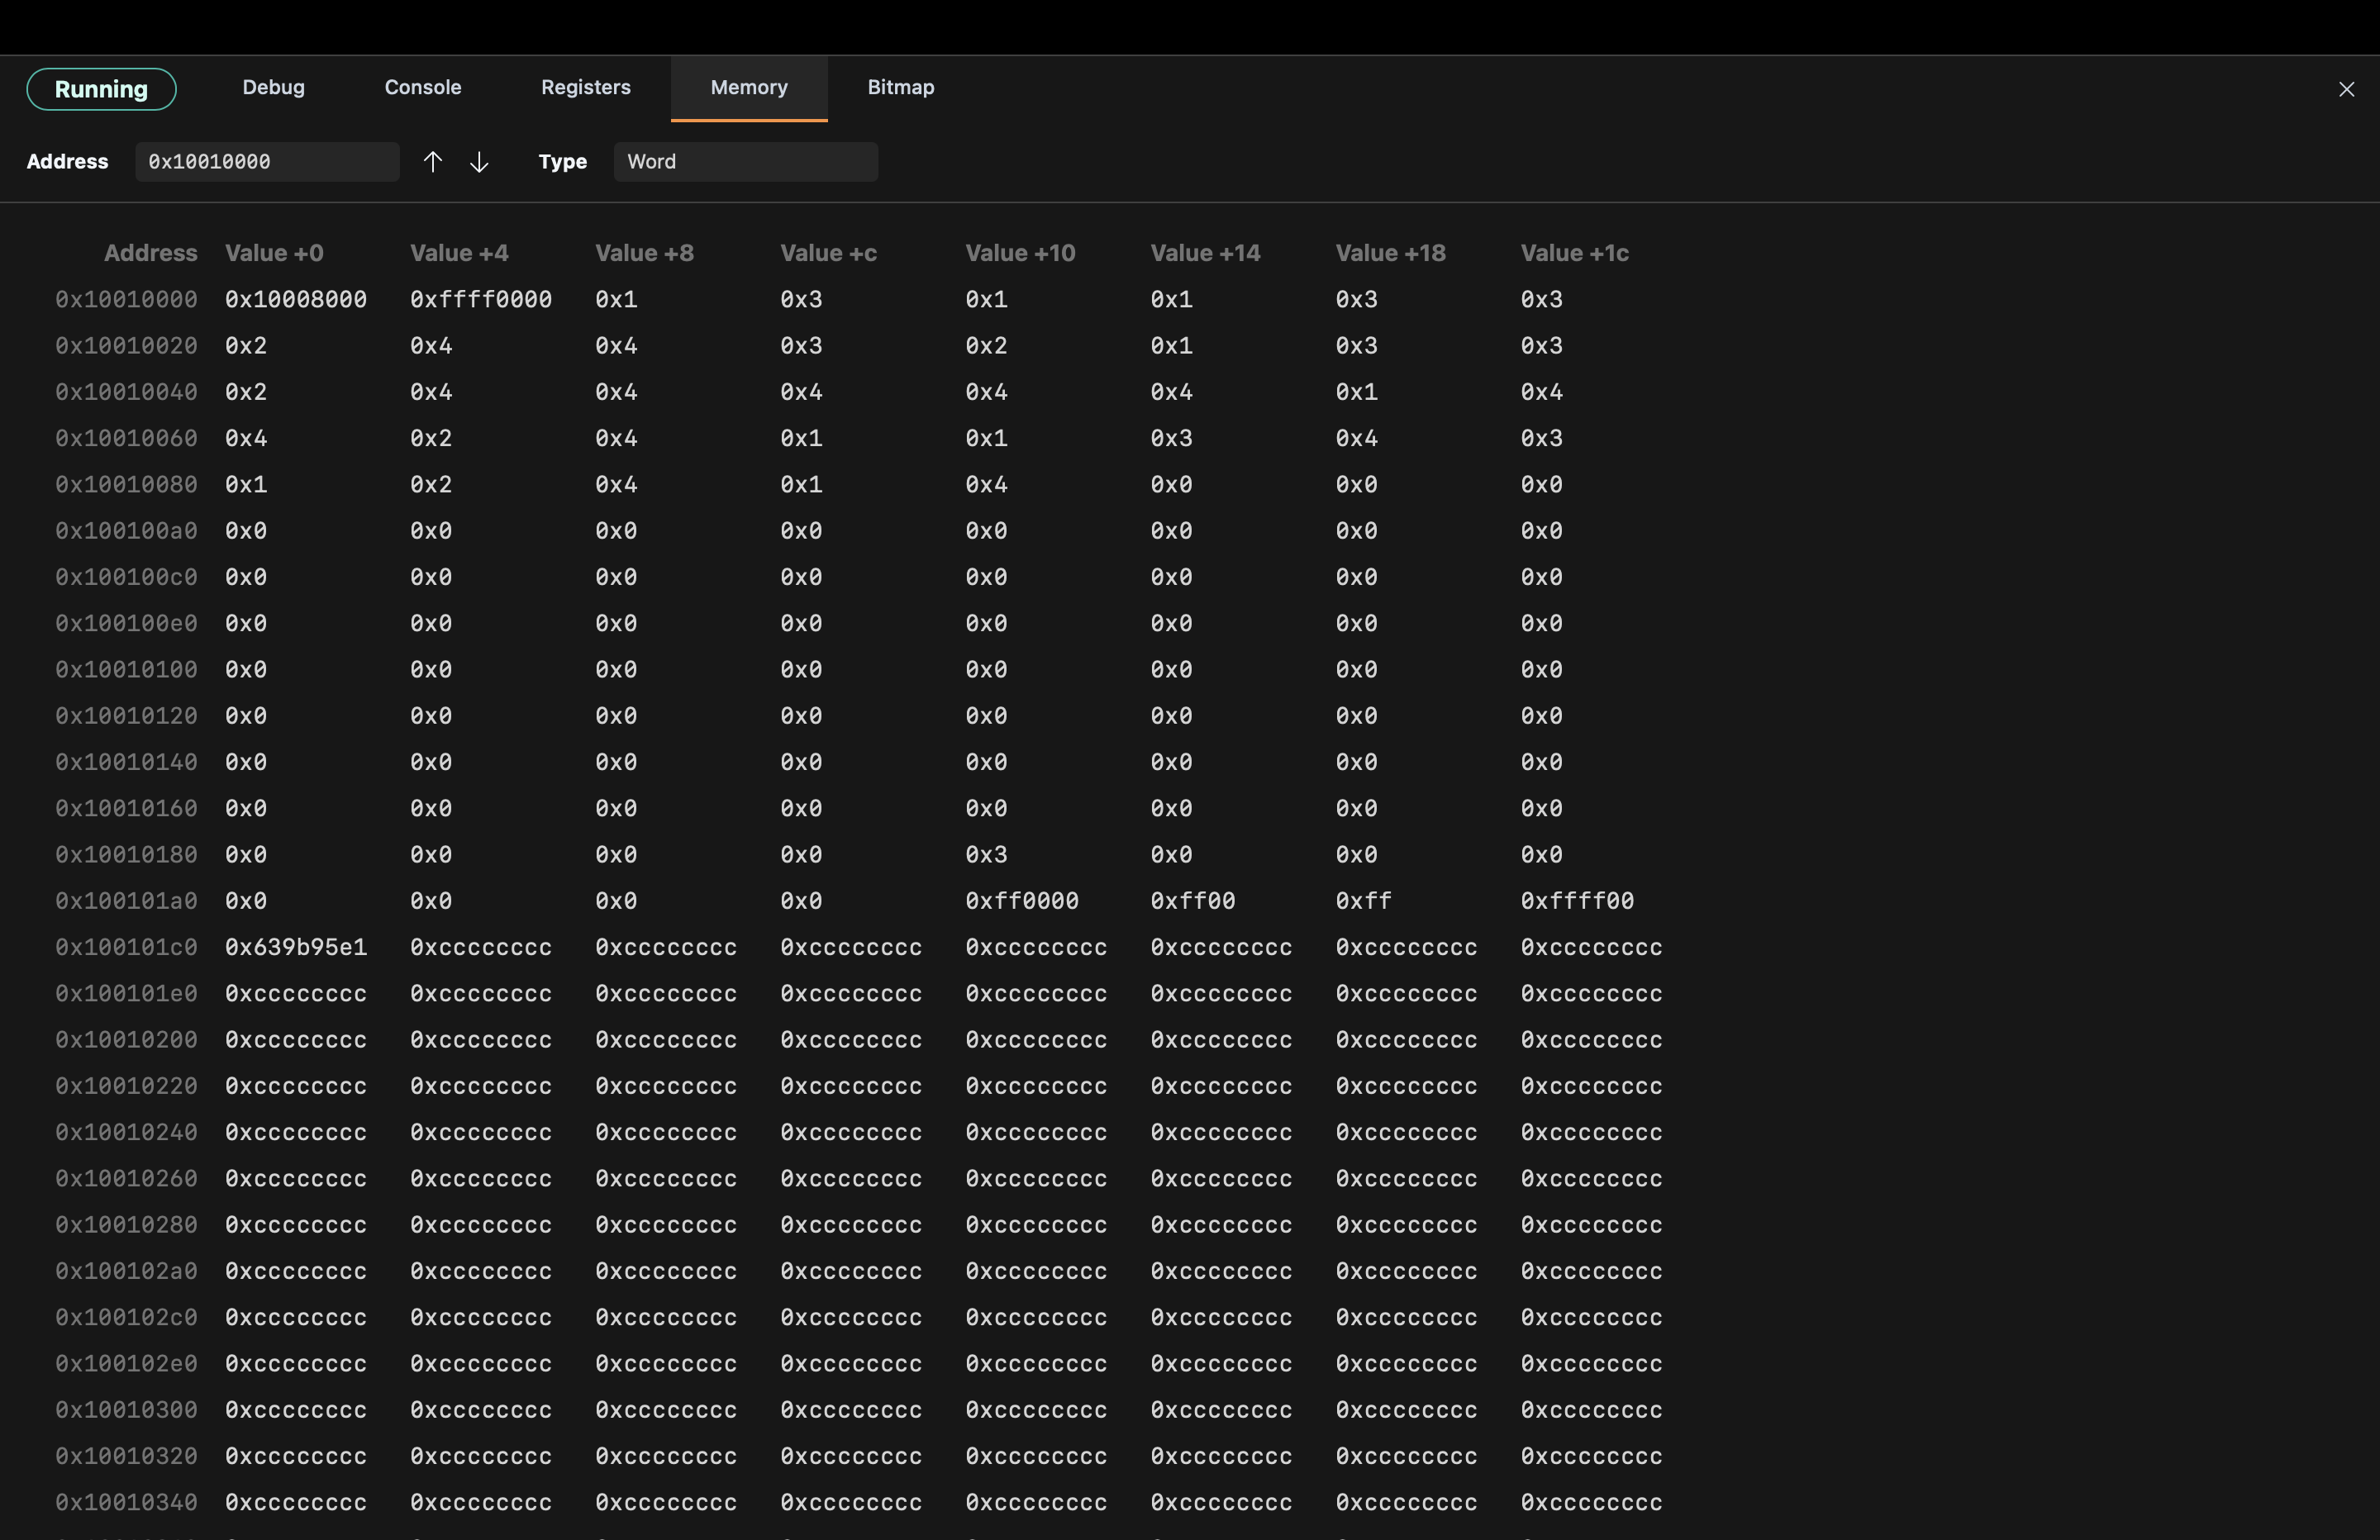 Running Debug Console Registers Memory Bitmap
Address 0x10010000 Type Word
Address Value +0 Value +4 Value +8 Value +c Value +10 Value +14 Value +18 Value +1c
0x10010000 0x10008000 0xffff0000 0x1 0x3 0x1 0x1 0x3 0x3
0x10010020 0x2 0x4 0x4 0x3 0x2 0x1 0x3 0x3
0x10010040 0x2 0x4 0x4 0x4 0x4 0x4 0x1 0x4
0x10010060 0x4 0x2 0x4 0x1 0x1 0x3 0x4 0x3
0x10010080 0x1 0x2 0x4 0x1 0x4 0x0 0x0 0x0
0x100100a0 0x0 0x0 0x0 0x0 0x0 0x0 0x0 0x0
0x100100c0 0x0 0x0 0x0 0x0 0x0 0x0 0x0 0x0
0x100100e0 0x0 0x0 0x0 0x0 0x0 0x0 0x0 0x0
0x10010100 0x0 0x0 0x0 0x0 0x0 0x0 0x0 0x0
0x10010120 0x0 0x0 0x0 0x0 0x0 0x0 0x0 0x0
0x10010140 0x0 0x0 0x0 0x0 0x0 0x0 0x0 0x0
0x10010160 0x0 0x0 0x0 0x0 0x0 0x0 0x0 0x0
0x10010180 0x0 0x0 0x0 0x0 0x3 0x0 0x0 0x0
0x100101a0 0x0 0x0 0x0 0x0 0xff0000 0xff00 0xff 0xffff00
0x100101c0 0x639b95e1 0xcccccccc 0xcccccccc 0xcccccccc 0xcccccccc 0xcccccccc 0xcccccccc 0xcccccccc
0x100101e0 0xcccccccc 0xcccccccc 0xcccccccc 0xcccccccc 0xcccccccc 0xcccccccc 0xcccccccc 0xcccccccc
0x10010200 0xcccccccc 0xcccccccc 0xcccccccc 0xcccccccc 0xcccccccc 0xcccccccc 0xcccccccc 0xcccccccc
0x10010220 0xcccccccc 0xcccccccc 0xcccccccc 0xcccccccc 0xcccccccc 0xcccccccc 0xcccccccc 0xcccccccc
0x10010240 0xcccccccc 0xcccccccc 0xcccccccc 0xcccccccc 0xcccccccc 0xcccccccc 0xcccccccc 0xcccccccc
0x10010260 0xcccccccc 0xcccccccc 0xcccccccc 0xcccccccc 0xcccccccc 0xcccccccc 0xcccccccc 0xcccccccc
0x10010280 0xcccccccc 0xcccccccc 0xcccccccc 0xcccccccc 0xcccccccc 0xcccccccc 0xcccccccc 0xcccccccc
0x100102a0 0xcccccccc 0xcccccccc 0xcccccccc 0xcccccccc 0xcccccccc 0xcccccccc 0xcccccccc 0xcccccccc
0x100102c0 0xcccccccc 0xcccccccc 0xcccccccc 0xcccccccc 0xcccccccc 0xcccccccc 0xcccccccc 0xcccccccc
0x100102e0 0xcccccccc 0xcccccccc 0xcccccccc 0xcccccccc 0xcccccccc 0xcccccccc 0xcccccccc 0xcccccccc
0x10010300 0xcccccccc 0xcccccccc 0xcccccccc 0xcccccccc 0xcccccccc 0xcccccccc 0xcccccccc 0xcccccccc
0x10010320 0xcccccccc 0xcccccccc 0xcccccccc 0xcccccccc 0xcccccccc 0xcccccccc 0xcccccccc 0xcccccccc
0x10010340 0xcccccccc 0xcccccccc 0xcccccccc 0xcccccccc 0xcccccccc 0xcccccccc 0xcccccccc 0xcccccccc